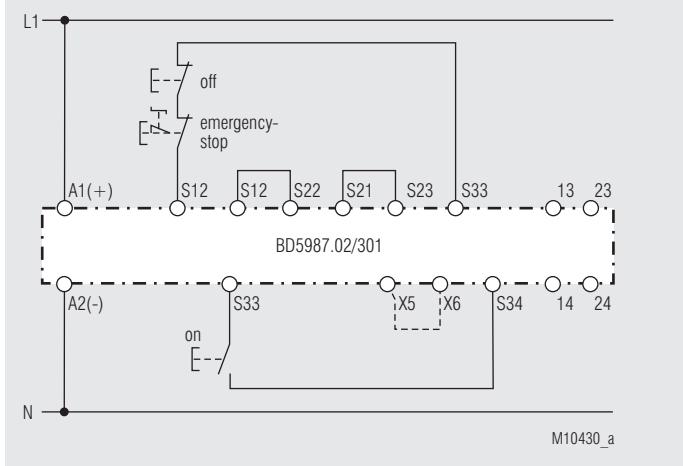 L1
off
emergency-
stop
A1(+) S12 S12 S22 S21 S23 S33 13 23
BD5987.02/301
A2(-) S33 X5 X6 S34 14 24
on
N
M10430_a